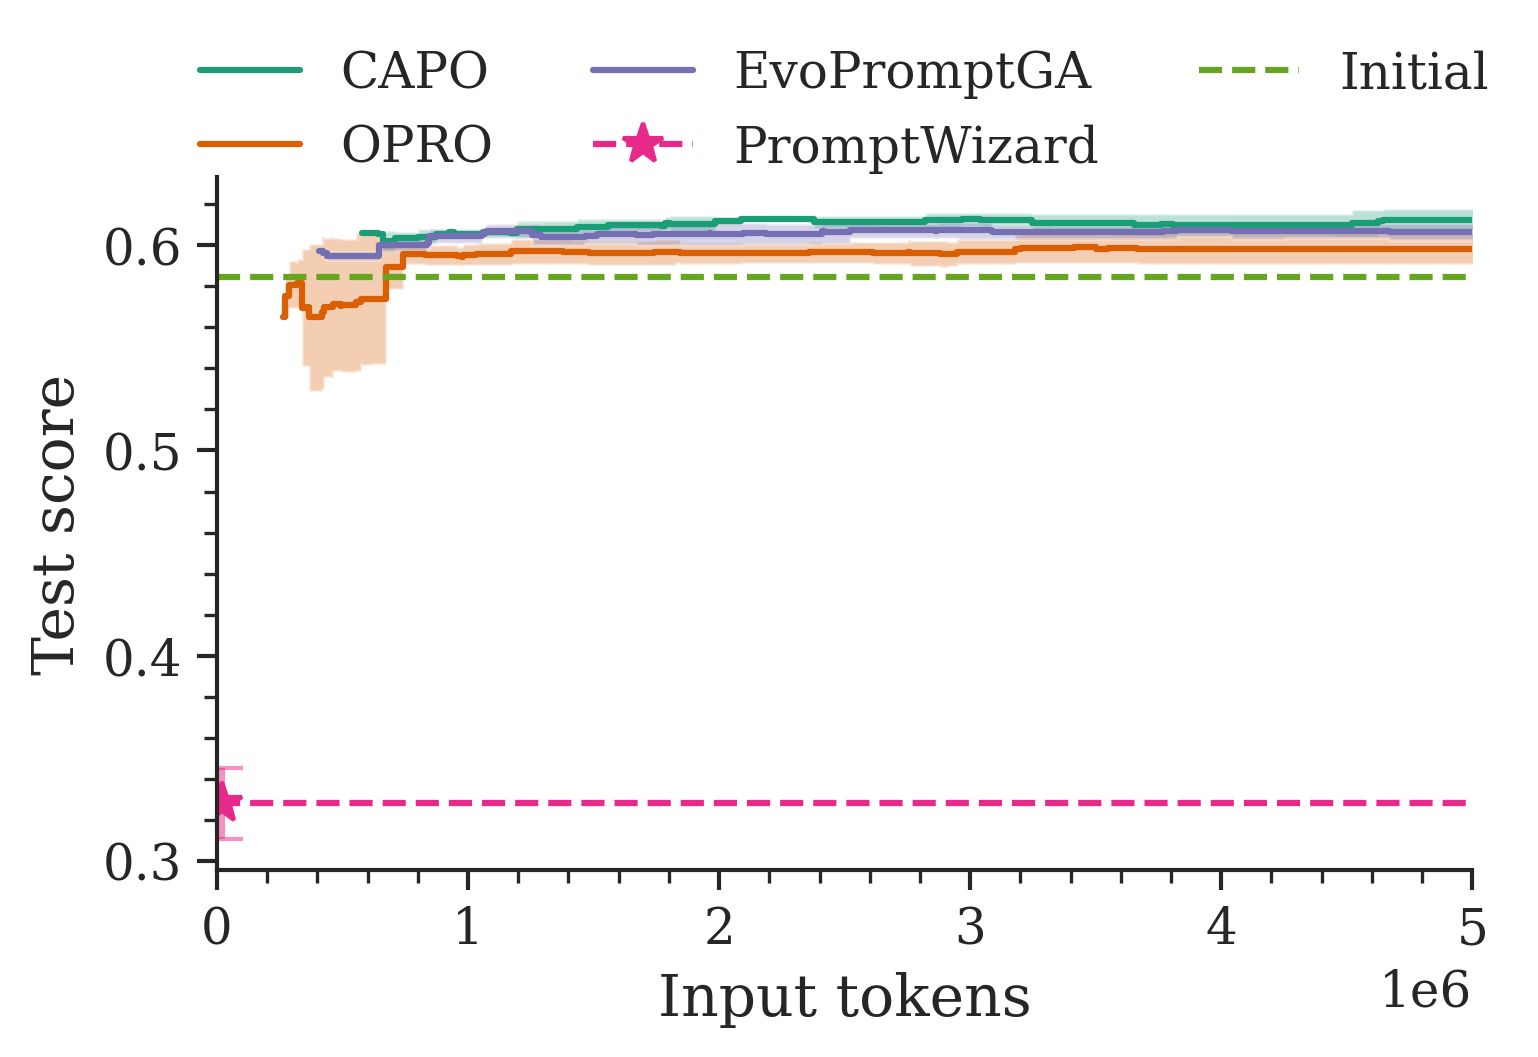 CAPO EvoPromptGA Initial
OPRO PromptWizard
Test score
0.6
0.5
0.4
0.3
0 1 2 3 4 5
Input tokens
1e6